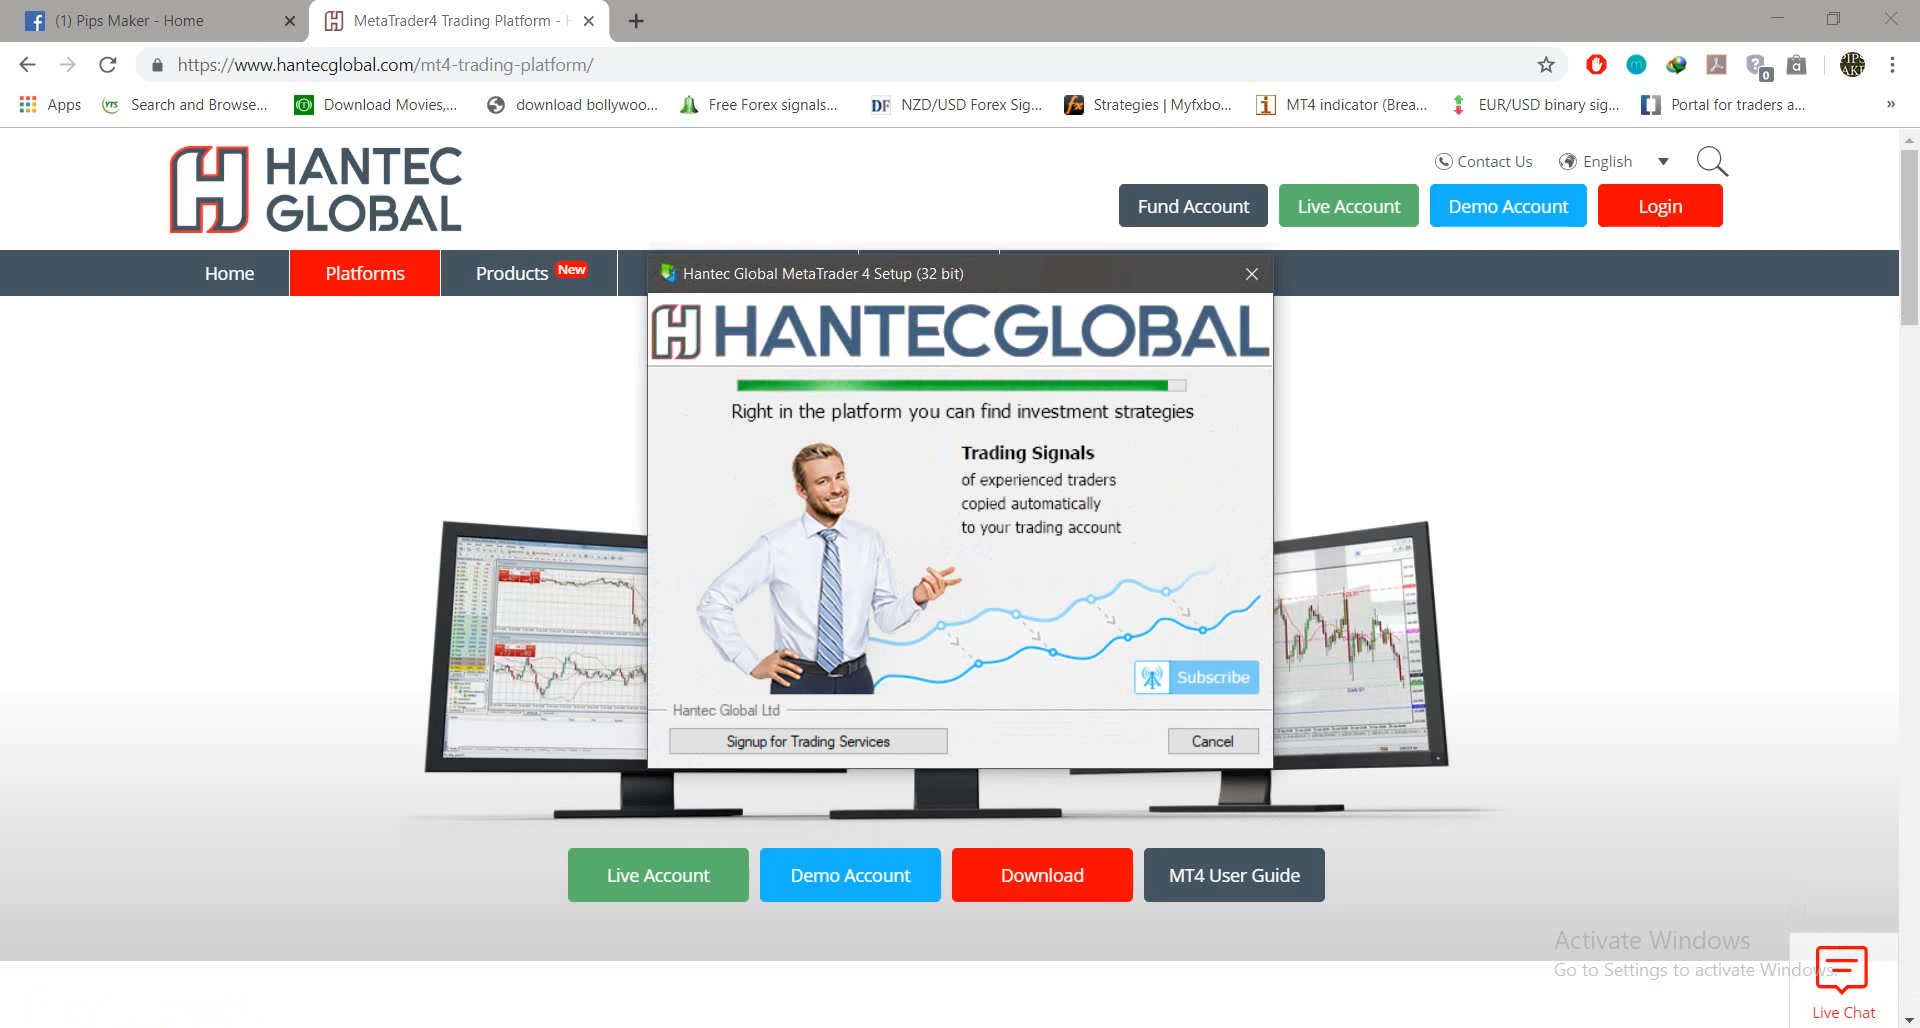 (1) Pips Maker - Home
MetaTrader4 Trading Platform -
https://www.hantecglobal.com/mt4-trading-platform/
0
PIPS
Apps
Search and Browse...
Download Movies,...
download bollywoo...
Free Forex signals...
DF NZD/USD Forex Sig...
Strategies | Myfxbo...
MT4 indicator (Brea...
EUR/USD binary sig...
Portal for traders a...
»
HANTEC
GLOBAL
Contact Us
English
Fund Account
Live Account
Demo Account
Login
Home
Platforms
Products New
Hantec Global MetaTrader 4 Setup (32 bit)
HANTECGLOBAL
Right in the platform you can find investment strategies
Trading Signals
of experienced traders
copied automatically
to your trading account
Subscribe
Hantec Global Ltd
Signup for Trading Services
Cancel
Live Account
Demo Account
Download
MT4 User Guide
Activate Windows
Go to Settings to activate Windows.
Live Chat